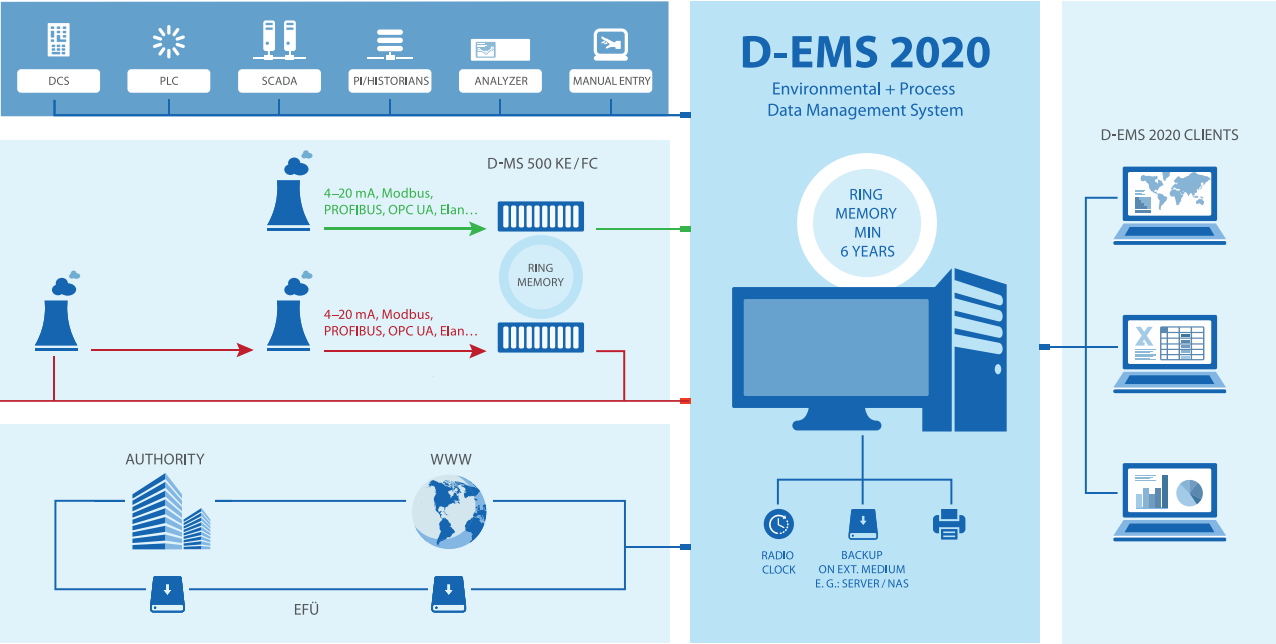 DCS
PLC
SCADA
PI/HISTORIANS
ANALYZER
MANUAL ENTRY
D-MS 500 KE/FC
4–20 mA, Modbus,
PROFIBUS, OPC UA, Elan…
RING
MEMORY
4–20 mA, Modbus,
PROFIBUS, OPC UA, Elan…
AUTHORITY
WWW
EFÜ
D-EMS 2020
Environmental + Process
Data Management System
RING
MEMORY
MIN
6 YEARS
RADIO
CLOCK
BACKUP
ON EXT. MEDIUM
E. G.: SERVER / NAS
D-EMS 2020 CLIENTS
X